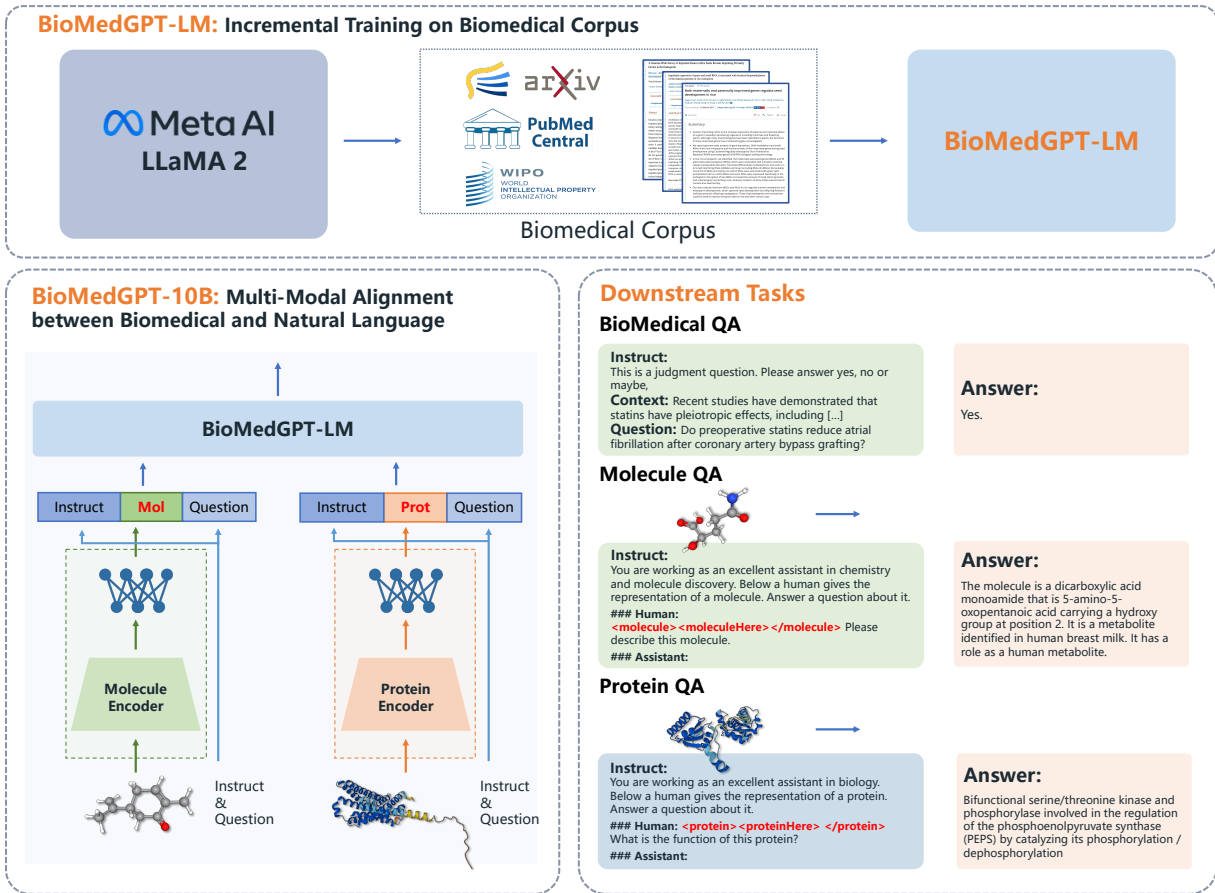 BioMedGPT-LM: Incremental Training on Biomedical Corpus
Meta AI
LLaMA 2
arXiv
PubMed
Central
WIPO
WORLD
INTELLECTUAL PROPERTY
ORGANIZATION
Summary
Biomedical Corpus
BioMedGPT-LM
BioMedGPT-10B: Multi-Modal Alignment
between Biomedical and Natural Language
BioMedGPT-LM
Instruct Mol Question
Instruct Prot Question
Molecule
Encoder
Protein
Encoder
Instruct
&
Question
Instruct
&
Question
Downstream Tasks
BioMedical QA
Instruct:
This is a judgment question. Please answer yes, no or
maybe,
Context: Recent studies have demonstrated that
statins have pleiotropic effects, including [...]
Question: Do preoperative statins reduce atrial
fibrillation after coronary artery bypass grafting?
Answer:
Yes.
Molecule QA
Instruct:
You are working as an excellent assistant in chemistry
and molecule discovery. Below a human gives the
representation of a molecule. Answer a question about it.
### Human:
<molecule><moleculeHere></molecule> Please
describe this molecule.
### Assistant:
Answer:
The molecule is a dicarboxylic acid
monoamide that is 5-amino-5-
oxopentanoic acid carrying a hydroxy
group at position 2. It is a metabolite
identified in human breast milk. It has a
role as a human metabolite.
Protein QA
Instruct:
You are working as an excellent assistant in biology.
Below a human gives the representation of a protein.
Answer a question about it.
### Human: <protein><proteinHere> </protein>
What is the function of this protein?
### Assistant:
Answer:
Bifunctional serine/threonine kinase and
phosphorylase involved in the regulation
of the phosphoenolpyruvate synthase
(PEPS) by catalyzing its phosphorylation /
dephosphorylation